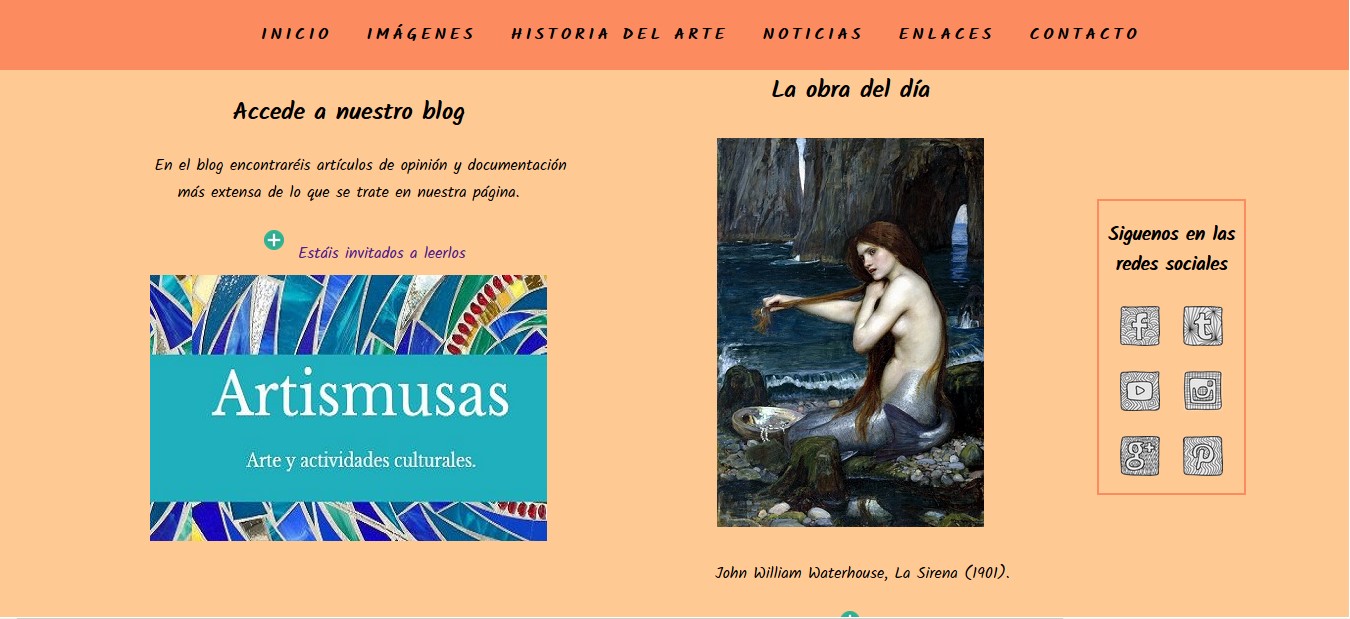 INICIO IMÁGENES HISTORIA DEL ARTE NOTICIAS ENLACES CONTACTO
Accede a nuestro blog
En el blog encontraréis artículos de opinión y documentación
más extensa de lo que se trate en nuestra página.
Estáis invitados a leerlos
Artismusas
Arte y actividades culturales.
La obra del día
John William Waterhouse, La Sirena (1901).
Siguenos en las
redes sociales
f t
g+ P